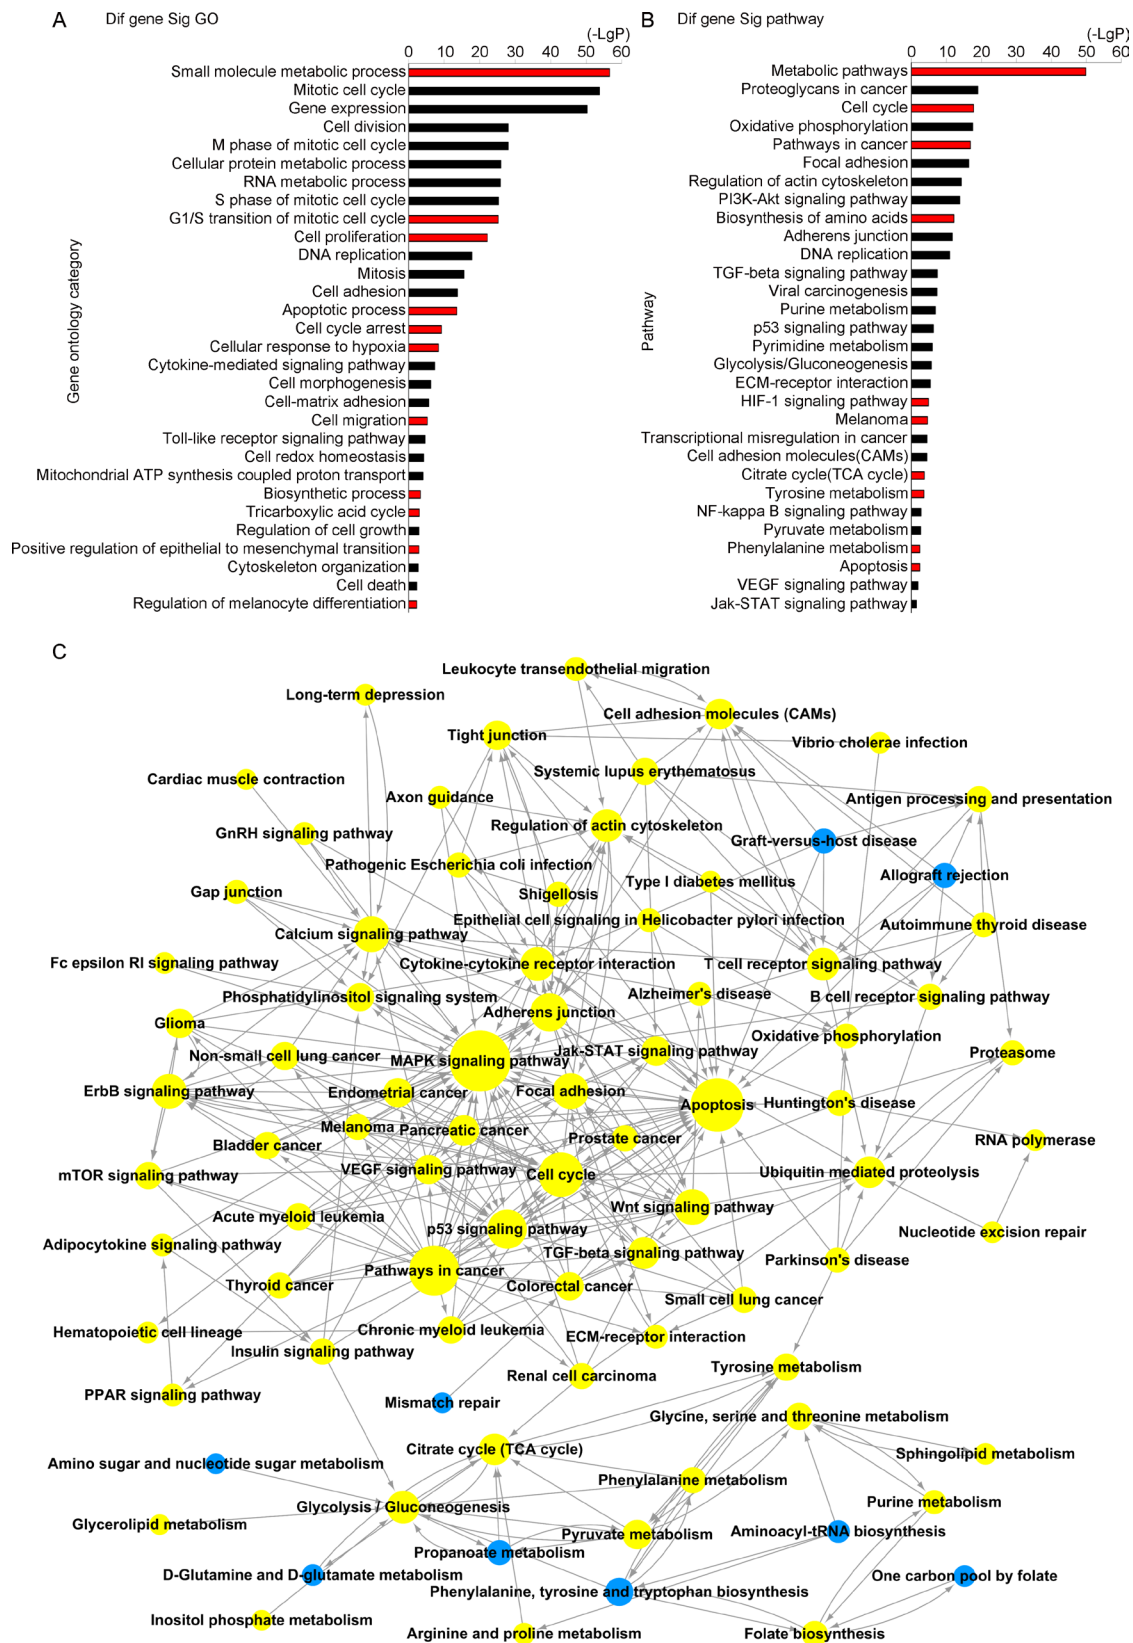 A Dif gene Sig GO
(-LgP)
0 10 20 30 40 50 60
Gene ontology category
Small molecule metabolic process
Mitotic cell cycle
Gene expression
Cell division
M phase of mitotic cell cycle
Cellular protein metabolic process
RNA metabolic process
S phase of mitotic cell cycle
G1/S transition of mitotic cell cycle
Cell proliferation
DNA replication
Mitosis
Cell adhesion
Apoptotic process
Cell cycle arrest
Cellular response to hypoxia
Cytokine-mediated signaling pathway
Cell morphogenesis
Cell-matrix adhesion
Cell migration
Toll-like receptor signaling pathway
Cell redox homeostasis
Mitochondrial ATP synthesis coupled proton transport
Biosynthetic process
Tricarboxylic acid cycle
Regulation of cell growth
Positive regulation of epithelial to mesenchymal transition
Cytoskeleton organization
Cell death
Regulation of melanocyte differentiation
B Dif gene Sig pathway
(-LgP)
0 10 20 30 40 50 60
Pathway
Metabolic pathways
Proteoglycans in cancer
Cell cycle
Oxidative phosphorylation
Pathways in cancer
Focal adhesion
Regulation of actin cytoskeleton
PI3K-Akt signaling pathway
Biosynthesis of amino acids
Adherens junction
DNA replication
TGF-beta signaling pathway
Viral carcinogenesis
Purine metabolism
p53 signaling pathway
Pyrimidine metabolism
Glycolysis/Gluconeogenesis
ECM-receptor interaction
HIF-1 signaling pathway
Melanoma
Transcriptional misregulation in cancer
Cell adhesion molecules(CAMs)
Citrate cycle(TCA cycle)
Tyrosine metabolism
NF-kappa B signaling pathway
Pyruvate metabolism
Phenylalanine metabolism
Apoptosis
VEGF signaling pathway
Jak-STAT signaling pathway
C
Leukocyte transendothelial migration
Long-term depression
Cell adhesion molecules (CAMs)
Tight junction
Vibrio cholerae infection
Systemic lupus erythematosus
Cardiac muscle contraction
Axon guidance
Antigen processing and presentation
Regulation of actin cytoskeleton
GnRH signaling pathway
Graft-versus-host disease
Pathogenic Escherichia coli infection
Allograft rejection
Type I diabetes mellitus
Gap junction
Shigellosis
Epithelial cell signaling in Helicobacter pylori infection
Autoimmune thyroid disease
Calcium signaling pathway
Fc epsilon RI signaling pathway
Cytokine-cytokine receptor interaction
T cell receptor signaling pathway
Alzheimer's disease
Phosphatidylinositol signaling system
B cell receptor signaling pathway
Adherens junction
Glioma
Oxidative phosphorylation
Non-small cell lung cancer
Jak-STAT signaling pathway
Proteasome
MAPK signaling pathway
ErbB signaling pathway
Endometrial cancer
Focal adhesion
Apoptosis
Huntington's disease
Melanoma
Pancreatic cancer
Prostate cancer
RNA polymerase
Bladder cancer
VEGF signaling pathway
Ubiquitin mediated proteolysis
mTOR signaling pathway
Cell cycle
Wnt signaling pathway
Acute myeloid leukemia
p53 signaling pathway
Nucleotide excision repair
Adipocytokine signaling pathway
TGF-beta signaling pathway
Parkinson's disease
Pathways in cancer
Thyroid cancer
Colorectal cancer
Small cell lung cancer
Hematopoietic cell lineage
Chronic myeloid leukemia
ECM-receptor interaction
Insulin signaling pathway
Tyrosine metabolism
Renal cell carcinoma
PPAR signaling pathway
Mismatch repair
Glycine, serine and threonine metabolism
Citrate cycle (TCA cycle)
Sphingolipid metabolism
Amino sugar and nucleotide sugar metabolism
Phenylalanine metabolism
Glycolysis / Gluconeogenesis
Purine metabolism
Glycerolipid metabolism
Pyruvate metabolism
Aminoacyl-tRNA biosynthesis
Propanoate metabolism
D-Glutamine and D-glutamate metabolism
One carbon pool by folate
Phenylalanine, tyrosine and tryptophan biosynthesis
Inositol phosphate metabolism
Arginine and proline metabolism
Folate biosynthesis